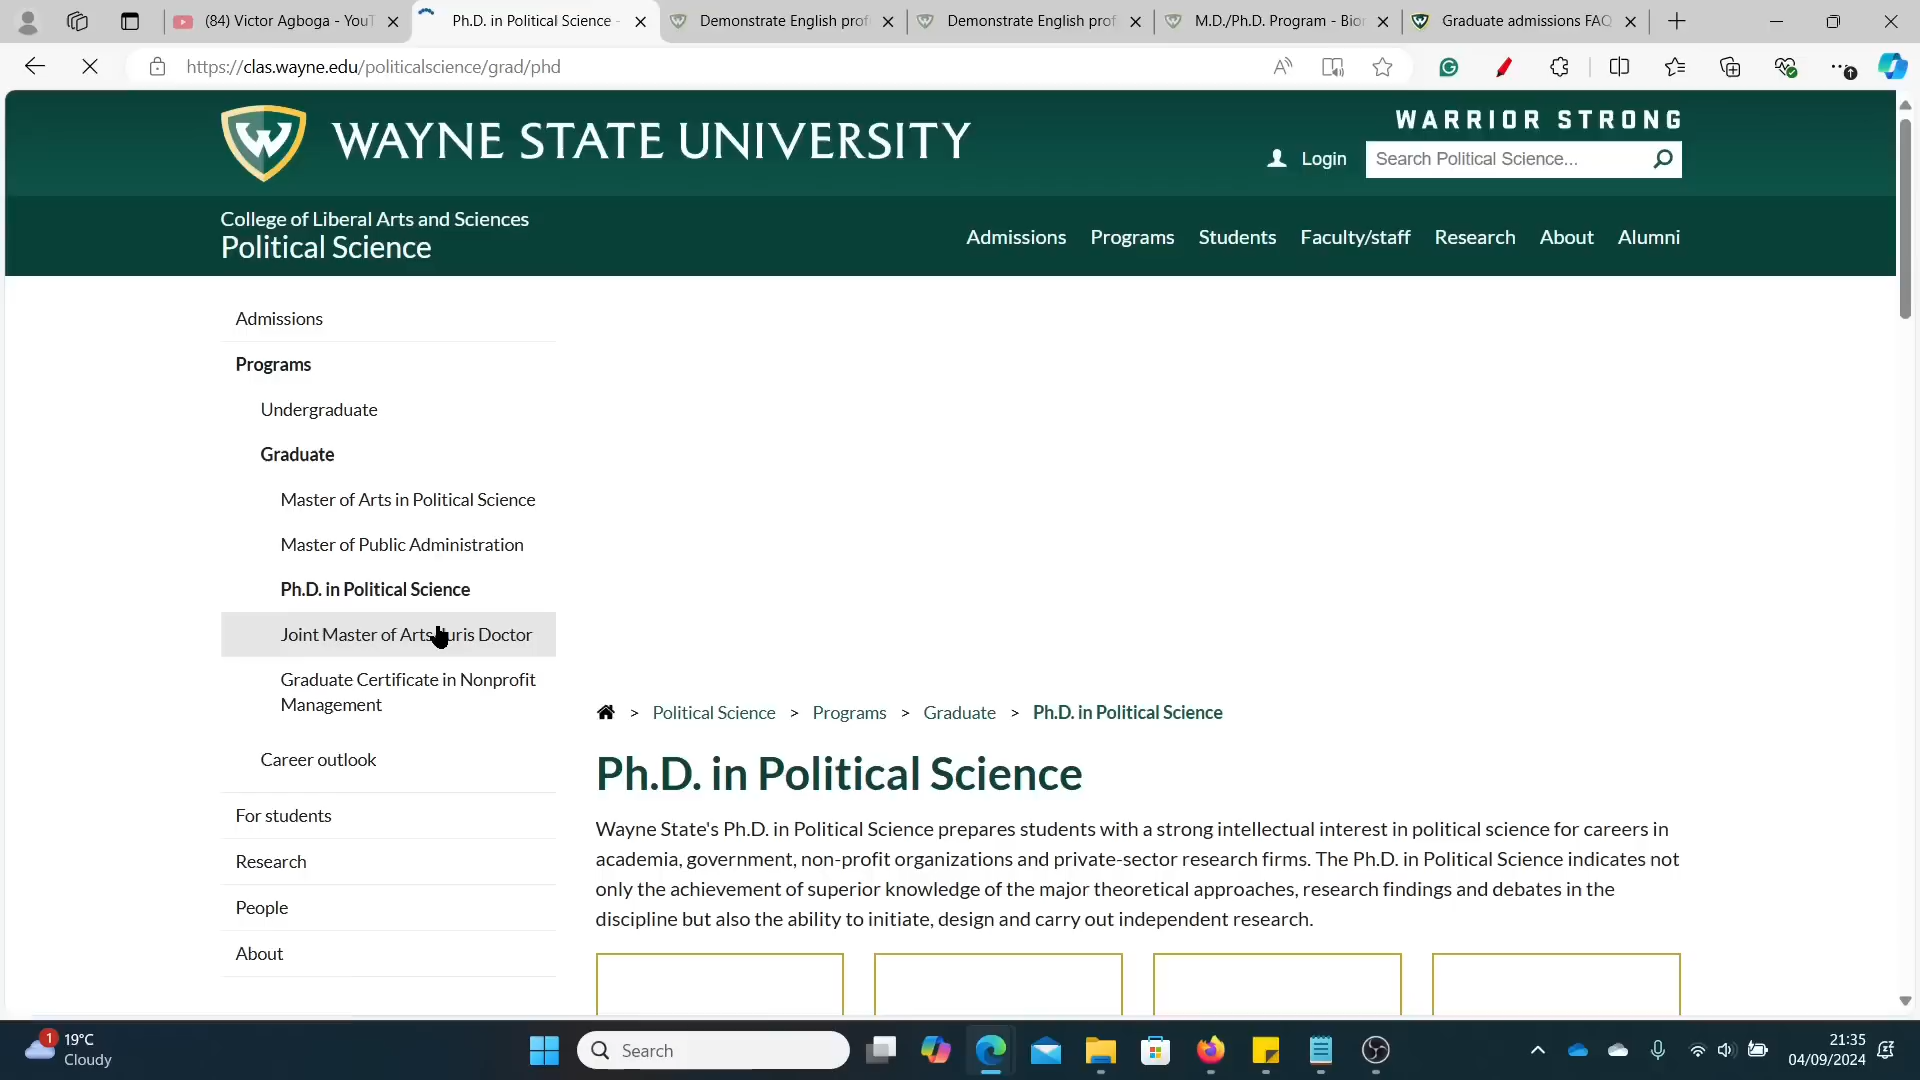 (84) Victor Agboga - YouT
Ph.D. in Political Science -
Demonstrate English prof
Demonstrate English prof
M.D./Ph.D. Program - Bior
Graduate admissions FAQ
https://clas.wayne.edu/politicalscience/grad/phd
WAYNE STATE UNIVERSITY
WARRIOR STRONG
Login
Search Political Science...
College of Liberal Arts and Sciences
Political Science
Admissions
Programs
Students
Faculty/staff
Research
About
Alumni
Admissions
Programs
Undergraduate
Graduate
Master of Arts in Political Science
Master of Public Administration
Ph.D. in Political Science
Joint Master of Arts Juris Doctor
Graduate Certificate in Nonprofit
Management
Career outlook
For students
Research
People
About
> Political Science > Programs > Graduate > Ph.D. in Political Science
Ph.D. in Political Science
Wayne State's Ph.D. in Political Science prepares students with a strong intellectual interest in political science for careers in
academia, government, non-profit organizations and private-sector research firms. The Ph.D. in Political Science indicates not
only the achievement of superior knowledge of the major theoretical approaches, research findings and debates in the
discipline but also the ability to initiate, design and carry out independent research.
1
19°C
Cloudy
Search
21:35
04/09/2024